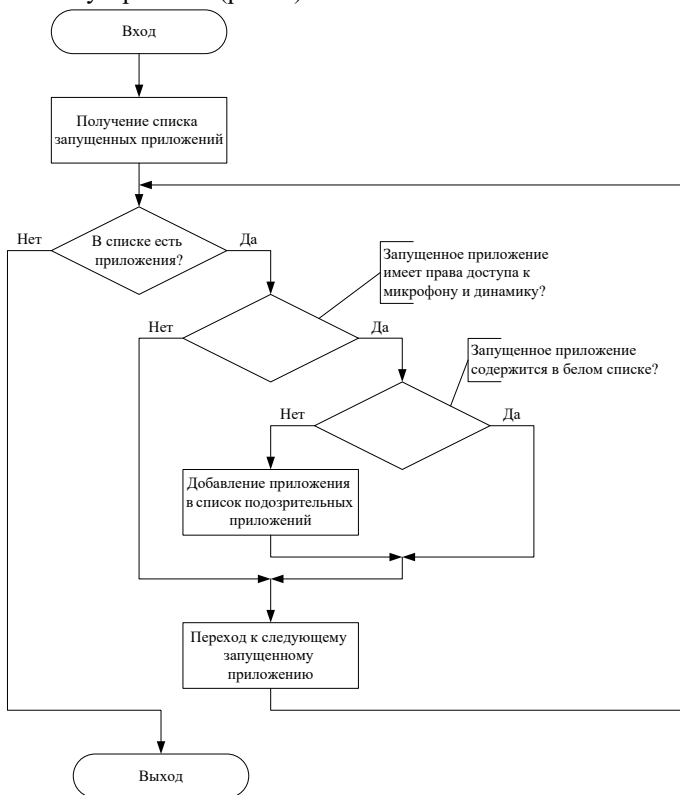 Вход
Получение списка
запущенных приложений
Нет
В списке есть
приложения?
Да
Запущенное приложение
имеет права доступа к
микрофону и динамику?
Нет
Да
Запущенное приложение
содержится в белом списке?
Нет
Да
Добавление приложения
в список подозрительных
приложений
Переход к следующему
запущенному
приложению
Выход